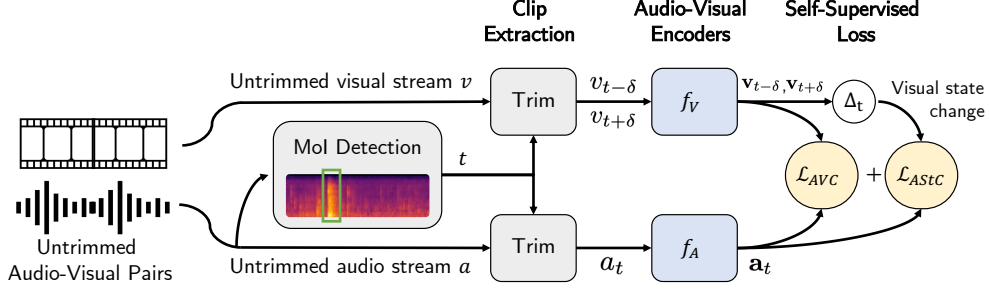 Clip
Extraction
Audio-Visual
Encoders
Self-Supervised
Loss
Untrimmed visual stream v
Trim
v_{t−δ}
v_{t+δ}
f_V
𝐯_{t−δ},𝐯_{t+δ}
Δ_t
Visual state
change
MoI Detection
t
ℒ_{AVC}
+
ℒ_{AStC}
Untrimmed
Audio-Visual Pairs
Untrimmed audio stream a
Trim
a_t
f_A
𝐚_t